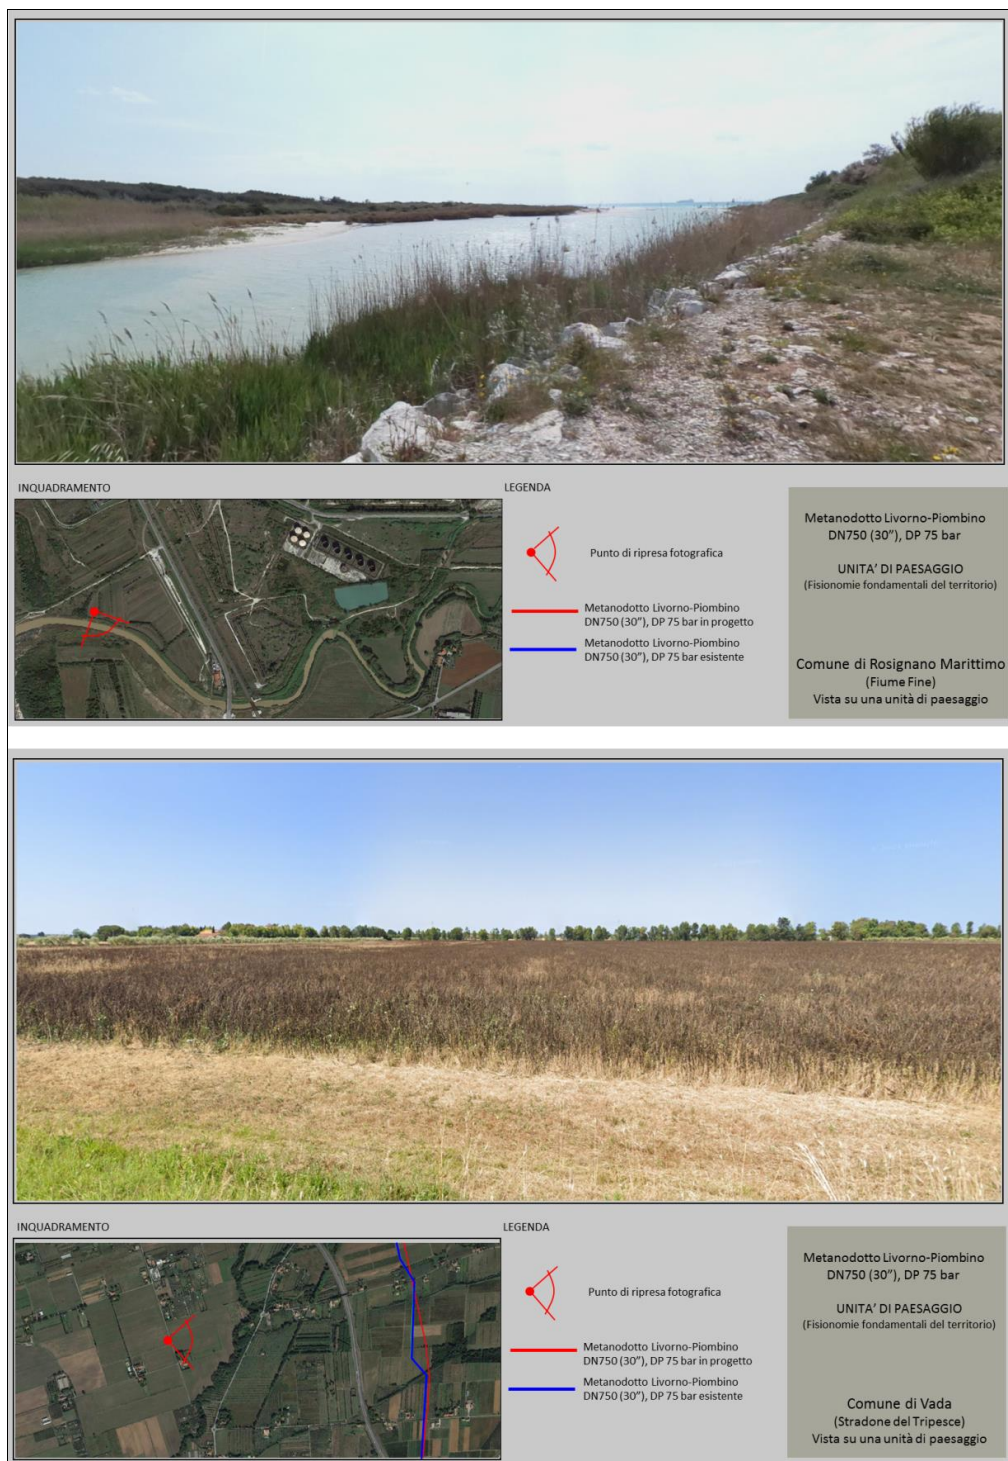 INQUADRAMENTO
LEGENDA
Punto di ripresa fotografica
Metanodotto Livorno-Piombino
DN750 (30"), DP 75 bar in progetto
Metanodotto Livorno-Piombino
DN750 (30"), DP 75 bar esistente
Metanodotto Livorno-Piombino
DN750 (30"), DP 75 bar
UNITA' DI PAESAGGIO
(Fisionomie fondamentali del territorio)
Comune di Rosignano Marittimo
(Fiume Fine)
Vista su una unità di paesaggio
INQUADRAMENTO
LEGENDA
Punto di ripresa fotografica
Metanodotto Livorno-Piombino
DN750 (30"), DP 75 bar in progetto
Metanodotto Livorno-Piombino
DN750 (30"), DP 75 bar esistente
Metanodotto Livorno-Piombino
DN750 (30"), DP 75 bar
UNITA' DI PAESAGGIO
(Fisionomie fondamentali del territorio)
Comune di Vada
(Stradone del Tripesce)
Vista su una unità di paesaggio